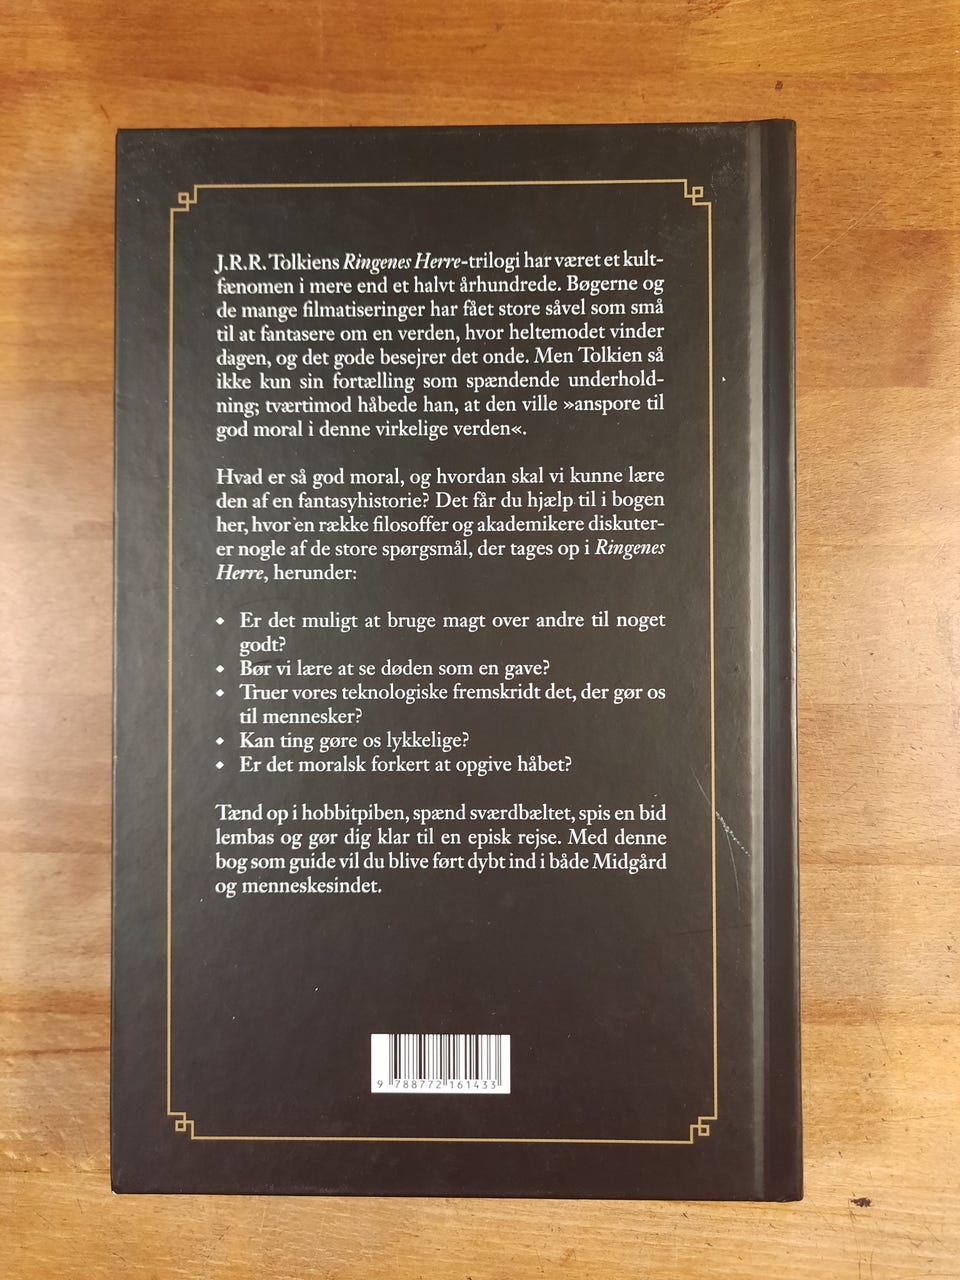 J.R.R. Tolkiens Ringenes Herre-trilogi har været et kult-
fænomen i mere end et halvt århundrede. Bøgerne og
de mange filmatiseringer har fået store såvel som små
til at fantasere om en verden, hvor heltemodet vinder
dagen, og det gode besejrer det onde. Men Tolkien så
ikke kun sin fortælling som spændende underhold-
ning; tværtimod håbede han, at den ville »anspore til
god moral i denne virkelige verden«.
Hvad er så god moral, og hvordan skal vi kunne lære
den af en fantasyhistorie? Det får du hjælp til i bogen
her, hvor en række filosoffer og akademikere diskuter-
er nogle af de store spørgsmål, der tages op i Ringenes
Herre, herunder:
• Er det muligt at bruge magt over andre til noget
godt?
• Bør vi lære at se døden som en gave?
• Truer vores teknologiske fremskridt det, der gør os
til mennesker?
• Kan ting gøre os lykkelige?
• Er det moralsk forkert at opgive håbet?
Tænd op i hobbitpiben, spænd sværdbæltet, spis en bid
lembas og gør dig klar til en episk rejse. Med denne
bog som guide vil du blive ført dybt ind i både Midgård
og menneskesindet.
9 788772 161433